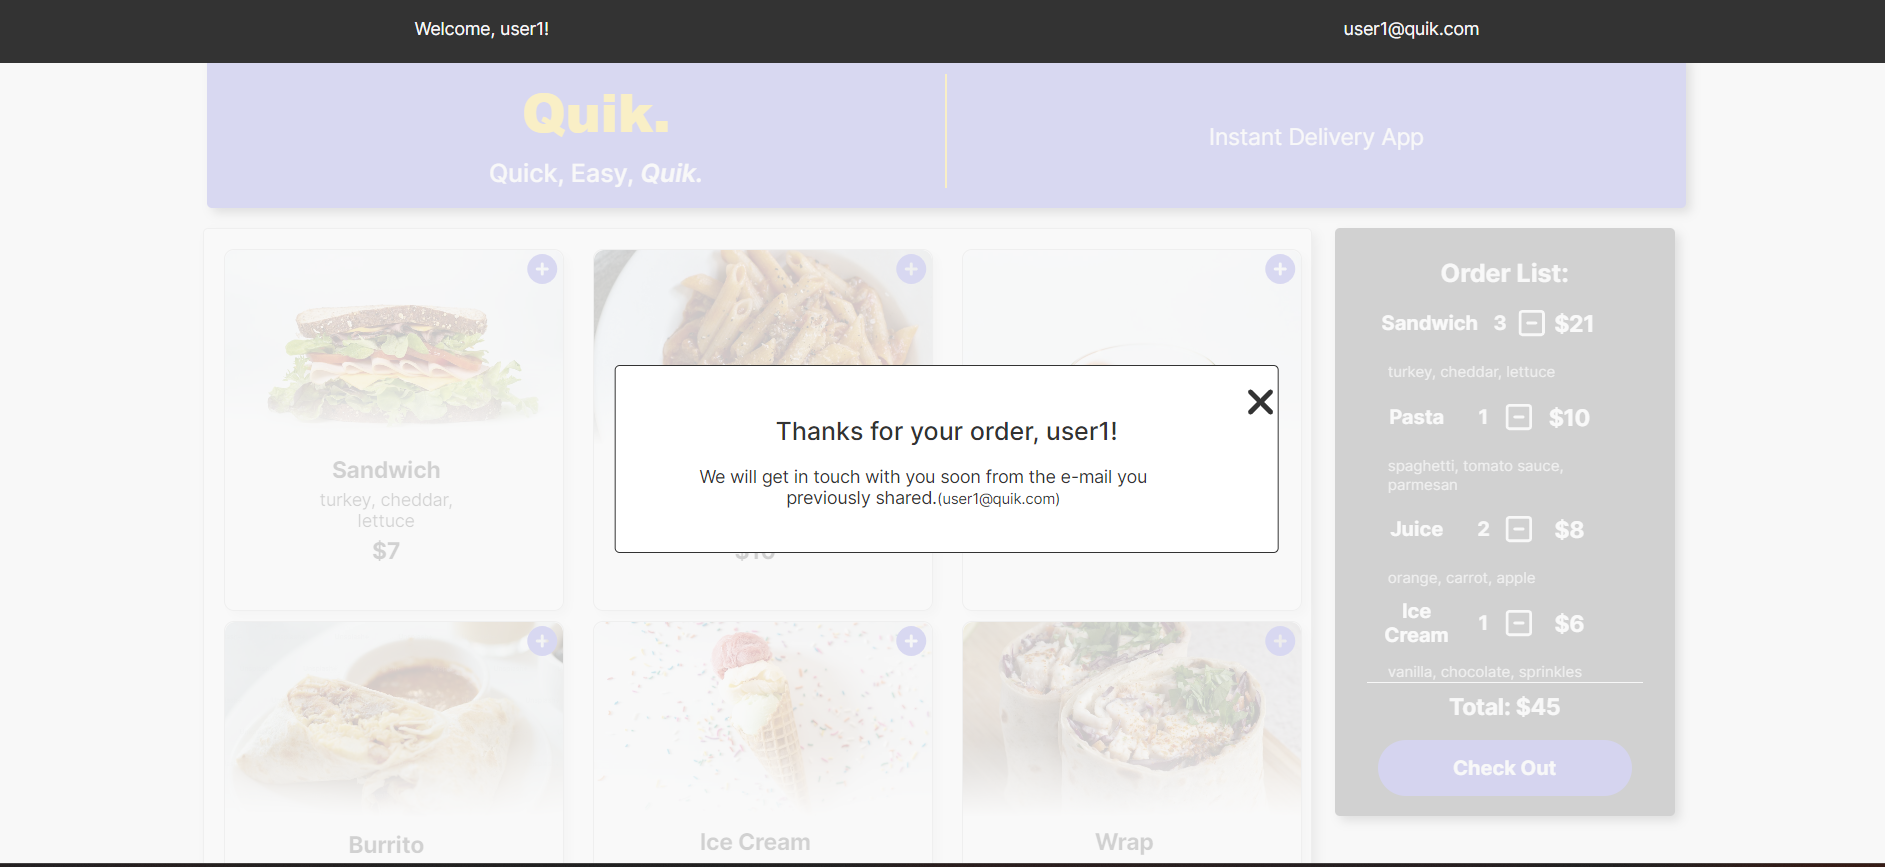 Welcome, user1!
user1@quik.com
Quik.
Quick, Easy, Quik.
Instant Delivery App
Sandwich
turkey, cheddar,
lettuce
$7
Thanks for your order, user1!
We will get in touch with you soon from the e-mail you
previously shared.(user1@quik.com)
Burrito
Ice Cream
Wrap
Order List:
Sandwich 3 $21
turkey, cheddar, lettuce
Pasta 1 $10
spaghetti, tomato sauce,
parmesan
Juice 2 $8
orange, carrot, apple
Ice
Cream 1 $6
vanilla, chocolate, sprinkles
Total: $45
Check Out